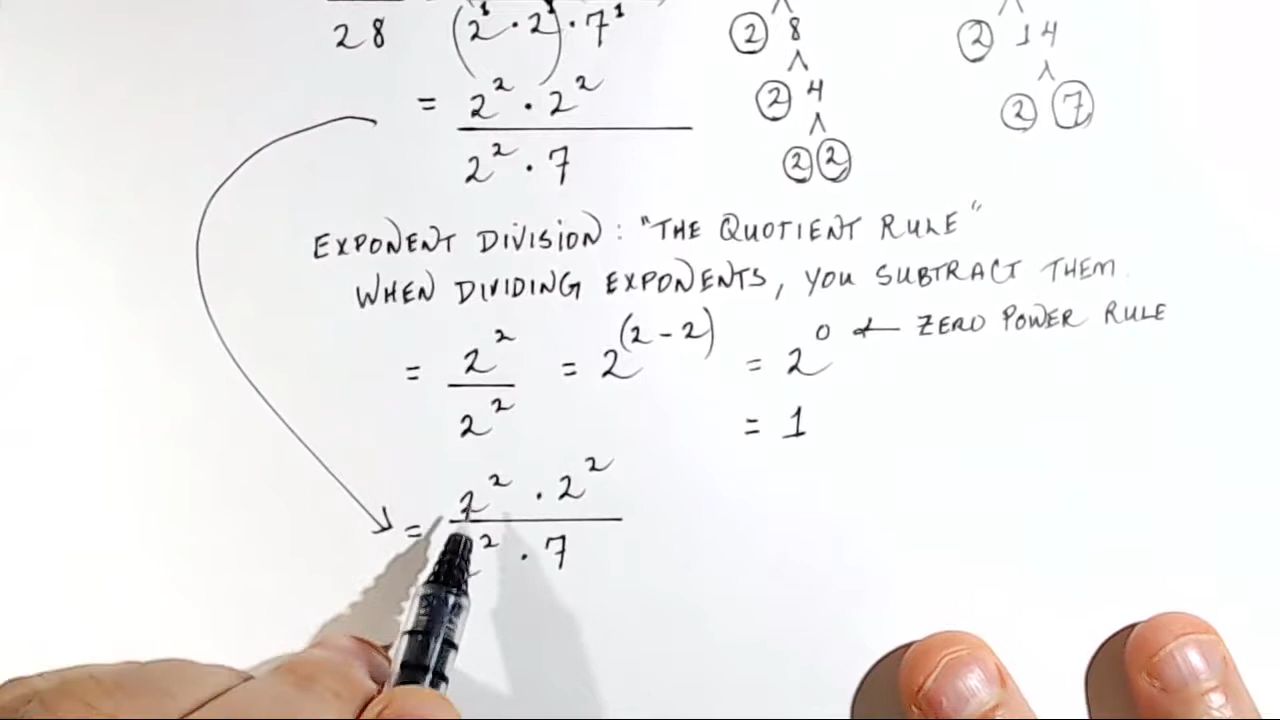 28 (2¹ · 2¹) · 7¹
= 2² · 2²
2² · 7
② 8
② 4
② ②
② 14
② ⑦
EXPONENT DIVISION: "THE QUOTIENT RULE"
WHEN DIVIDING EXPONENTS, YOU SUBTRACT THEM.
= 2² / 2² = 2⁽²⁻²⁾ = 2⁰ ← ZERO POWER RULE
= 1
= 2² · 2²
² · 7